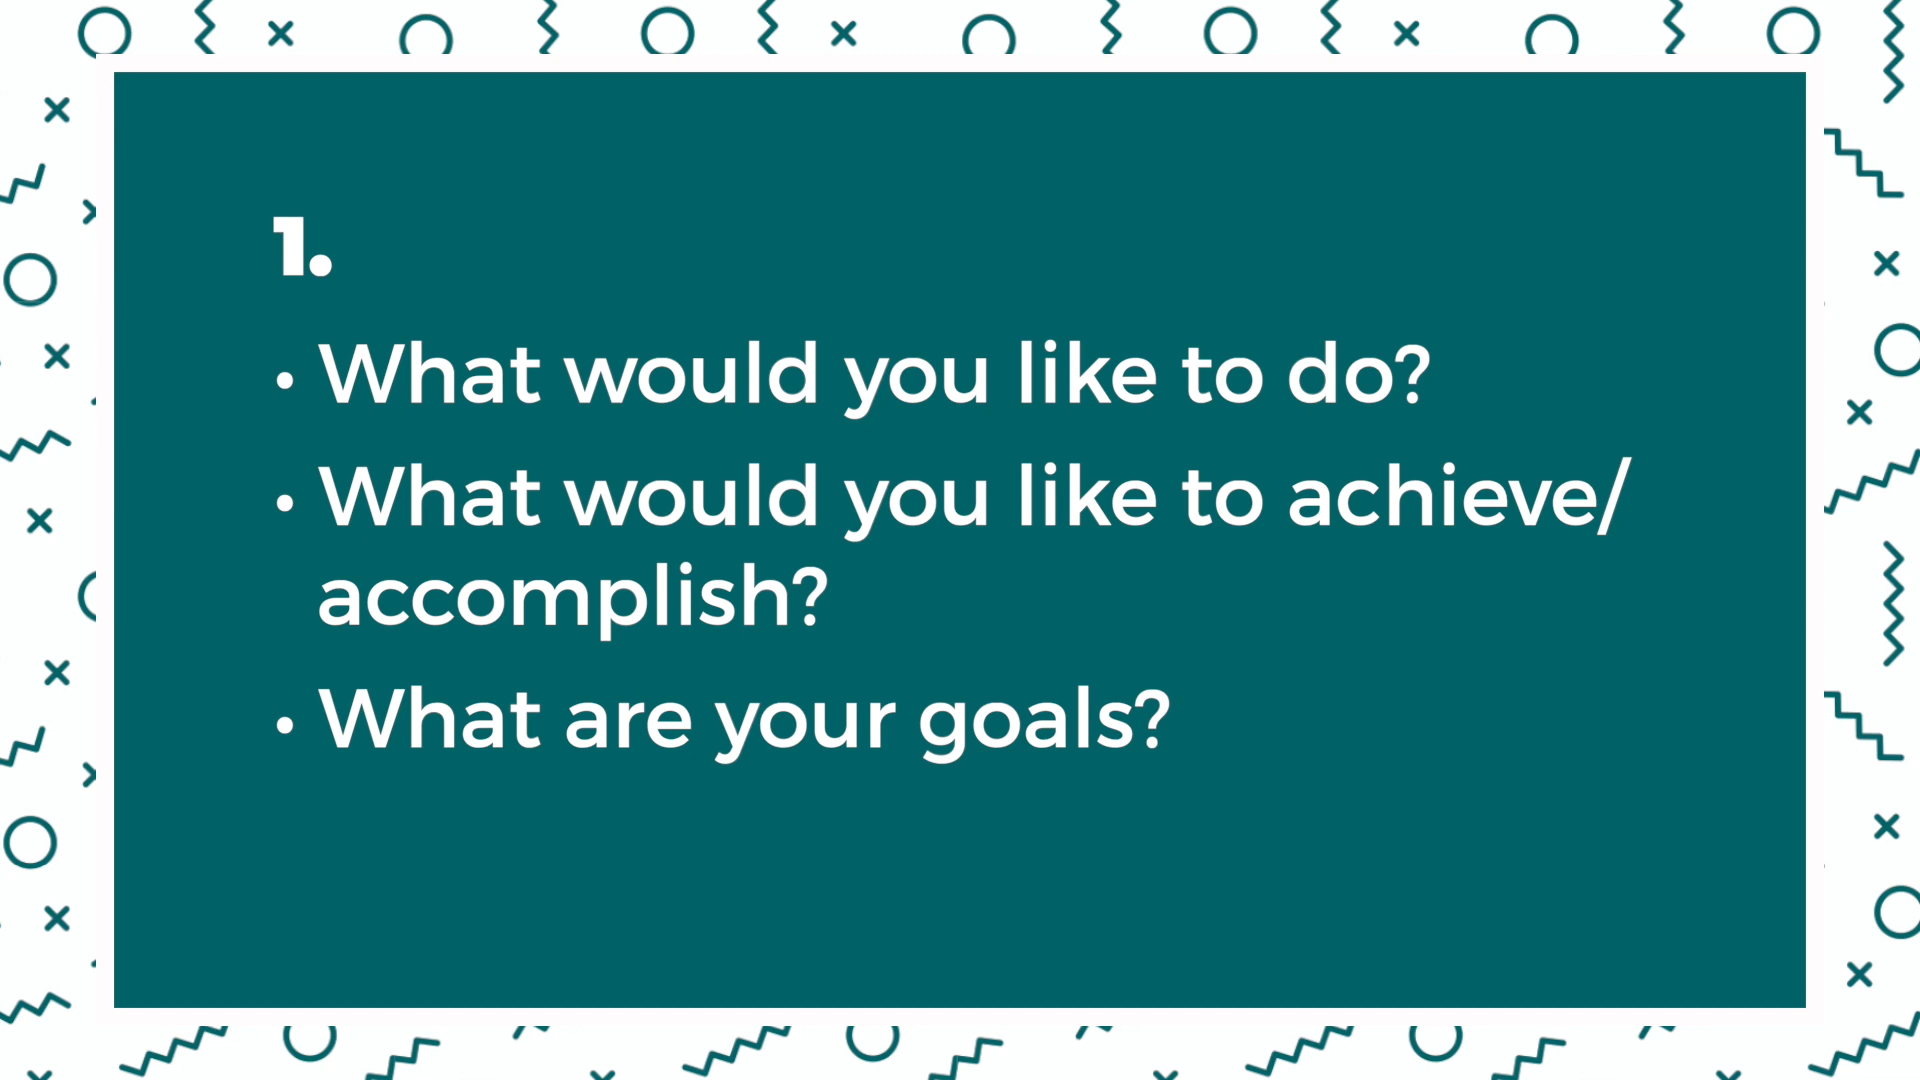 1.
• What would you like to do?
• What would you like to achieve/
accomplish?
• What are your goals?